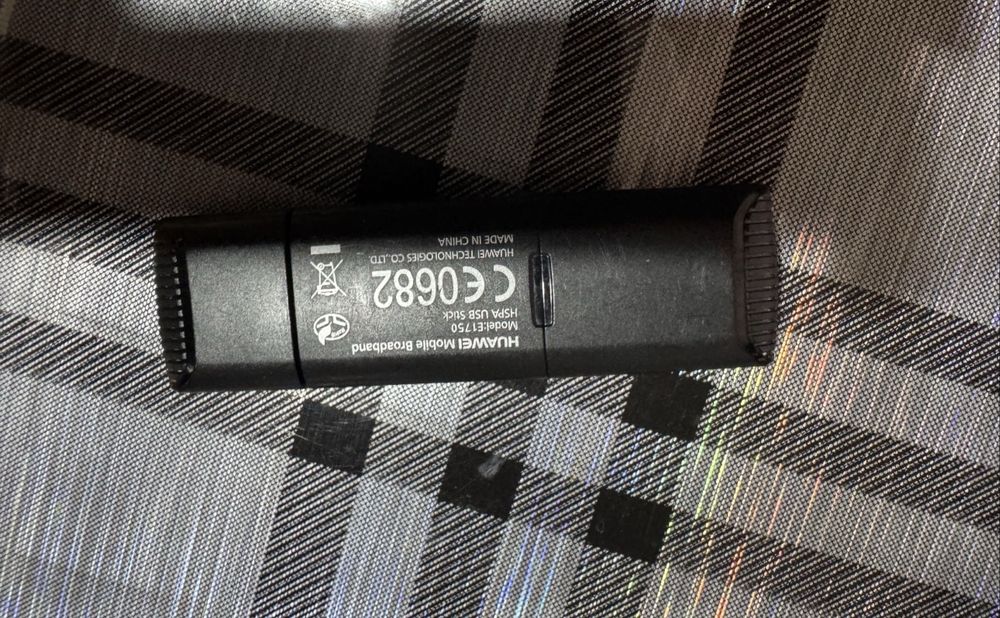 HUAWEI Mobile Broadband
Model:E1750
HSPA USB Stick
CE0682
HUAWEI TECHNOLOGIES CO.,LTD.
MADE IN CHINA